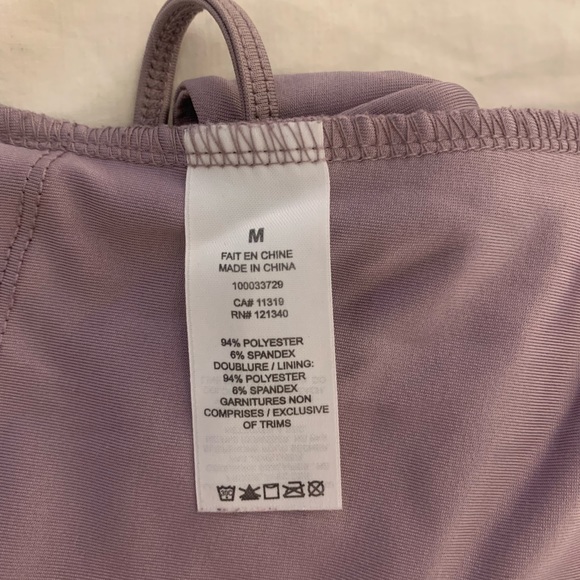 M
FAIT EN CHINE
MADE IN CHINA
100033729
CA# 11319
RN# 121340
94% POLYESTER
6% SPANDEX
DOUBLURE / LINING:
94% POLYESTER
6% SPANDEX
GARNITURES NON
COMPRISES / EXCLUSIVE
OF TRIMS